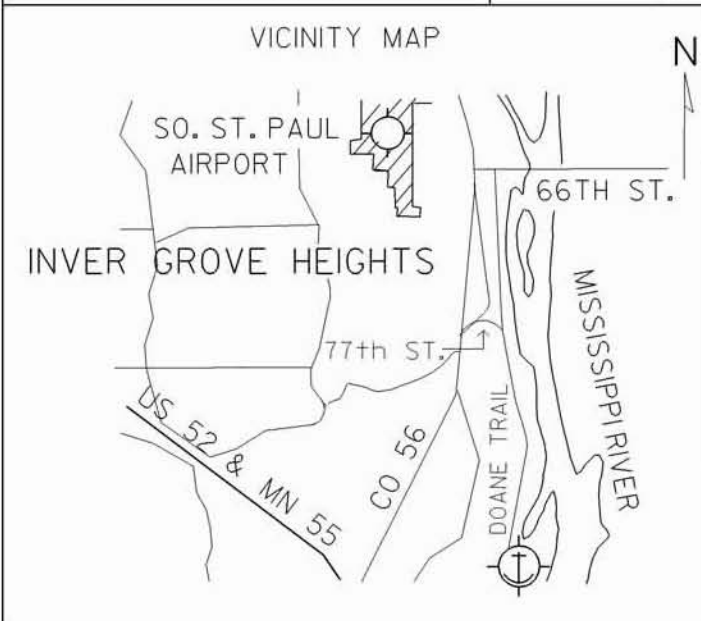 VICINITY MAP
N
SO. ST. PAUL
AIRPORT
66TH ST.
INVER GROVE HEIGHTS
MISSISSIPPI RIVER
77th ST.
US 52 & MN 55
CO 56
DOANE TRAIL